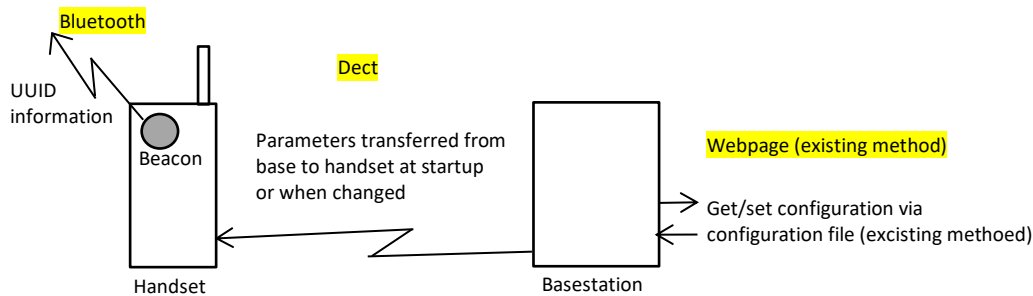 Bluetooth
Dect
UUID
information
Beacon
Parameters transferred from
base to handset at startup
or when changed
Webpage (existing method)
Get/set configuration via
configuration file (excisting methoed)
Handset
Basestation